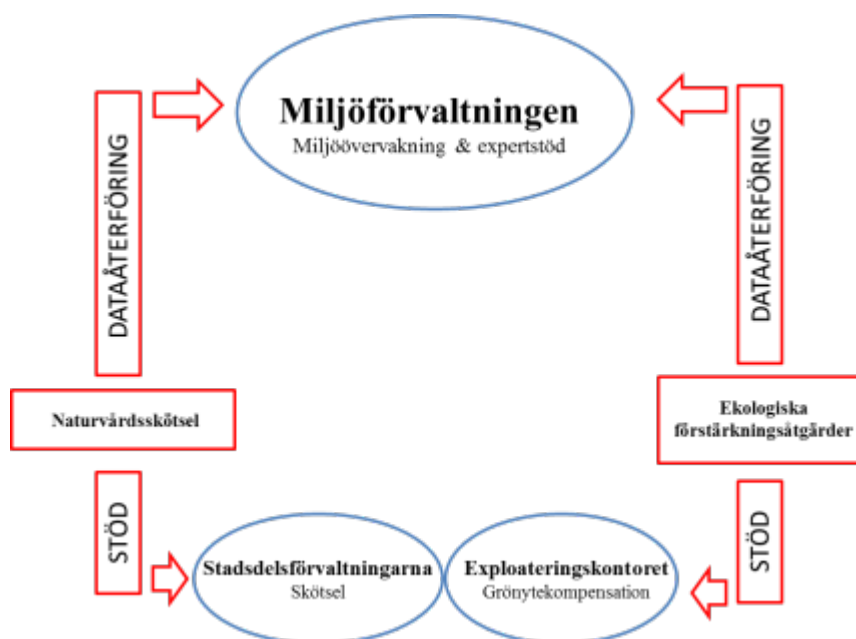 Miljöförvaltningen
Miljöövervakning & expertstöd
DATAÅTERFÖRING
DATAÅTERFÖRING
Naturvårdsskötsel
Ekologiska
förstärkningsåtgärder
STÖD
STÖD
Stadsdelsförvaltningarna
Skötsel
Exploateringskontoret
Grönytekompensation